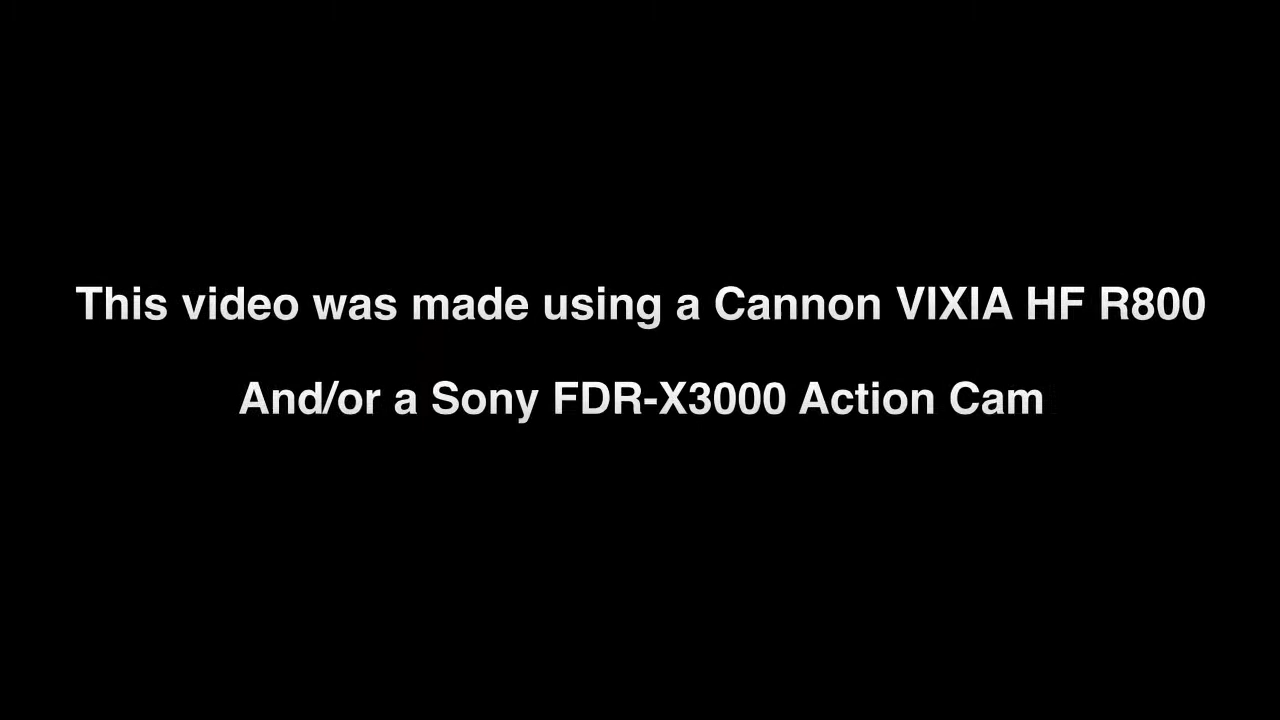 This video was made using a Cannon VIXIA HF R800
And/or a Sony FDR-X3000 Action Cam